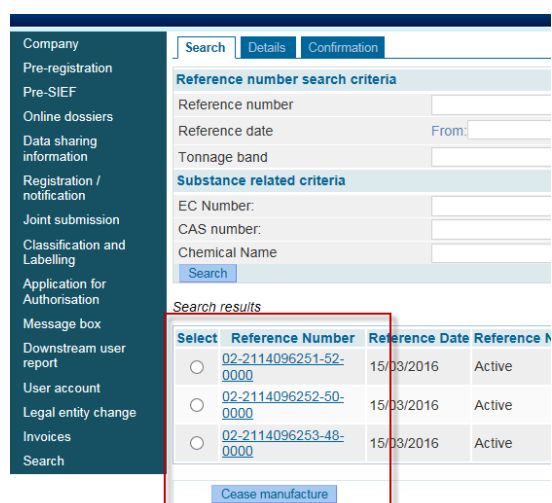 Company
Pre-registration
Pre-SIEF
Online dossiers
Data sharing
information
Registration /
notification
Joint submission
Classification and
Labelling
Application for
Authorisation
Message box
Downstream user
report
User account
Legal entity change
Invoices
Search
Search Details Confirmation
Reference number search criteria
Reference number
Reference date From:
Tonnage band
Substance related criteria
EC Number:
CAS number:
Chemical Name
Search
Search results
Select Reference Number Reference Date Reference
02-2114096251-52-
0000 15/03/2016 Active
02-2114096252-50-
0000 15/03/2016 Active
02-2114096253-48-
0000 15/03/2016 Active
Cease manufacture